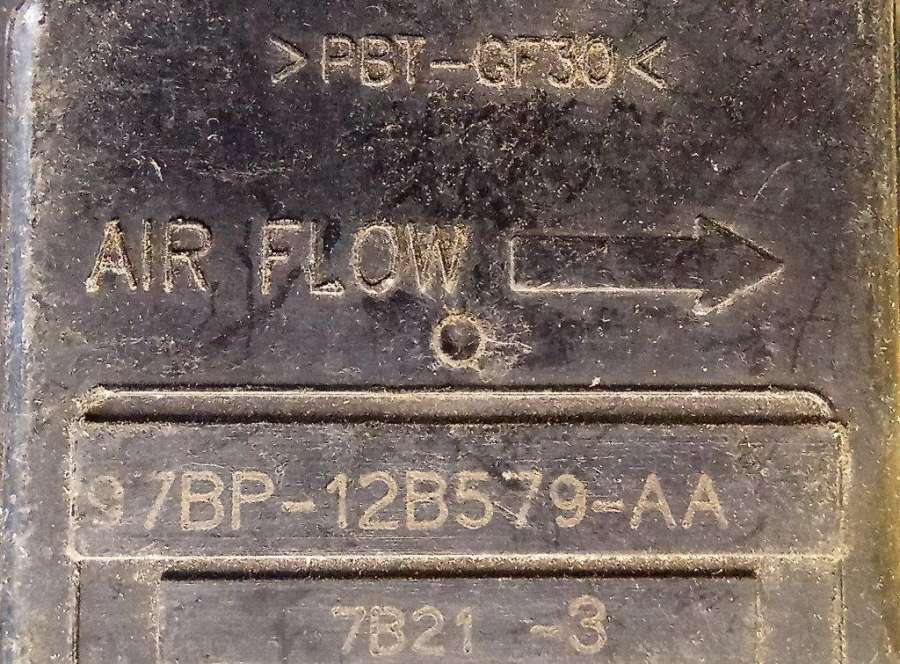 >PBT-GF30<
AIR FLOW
97BP-12B579-AA
7B21 -3